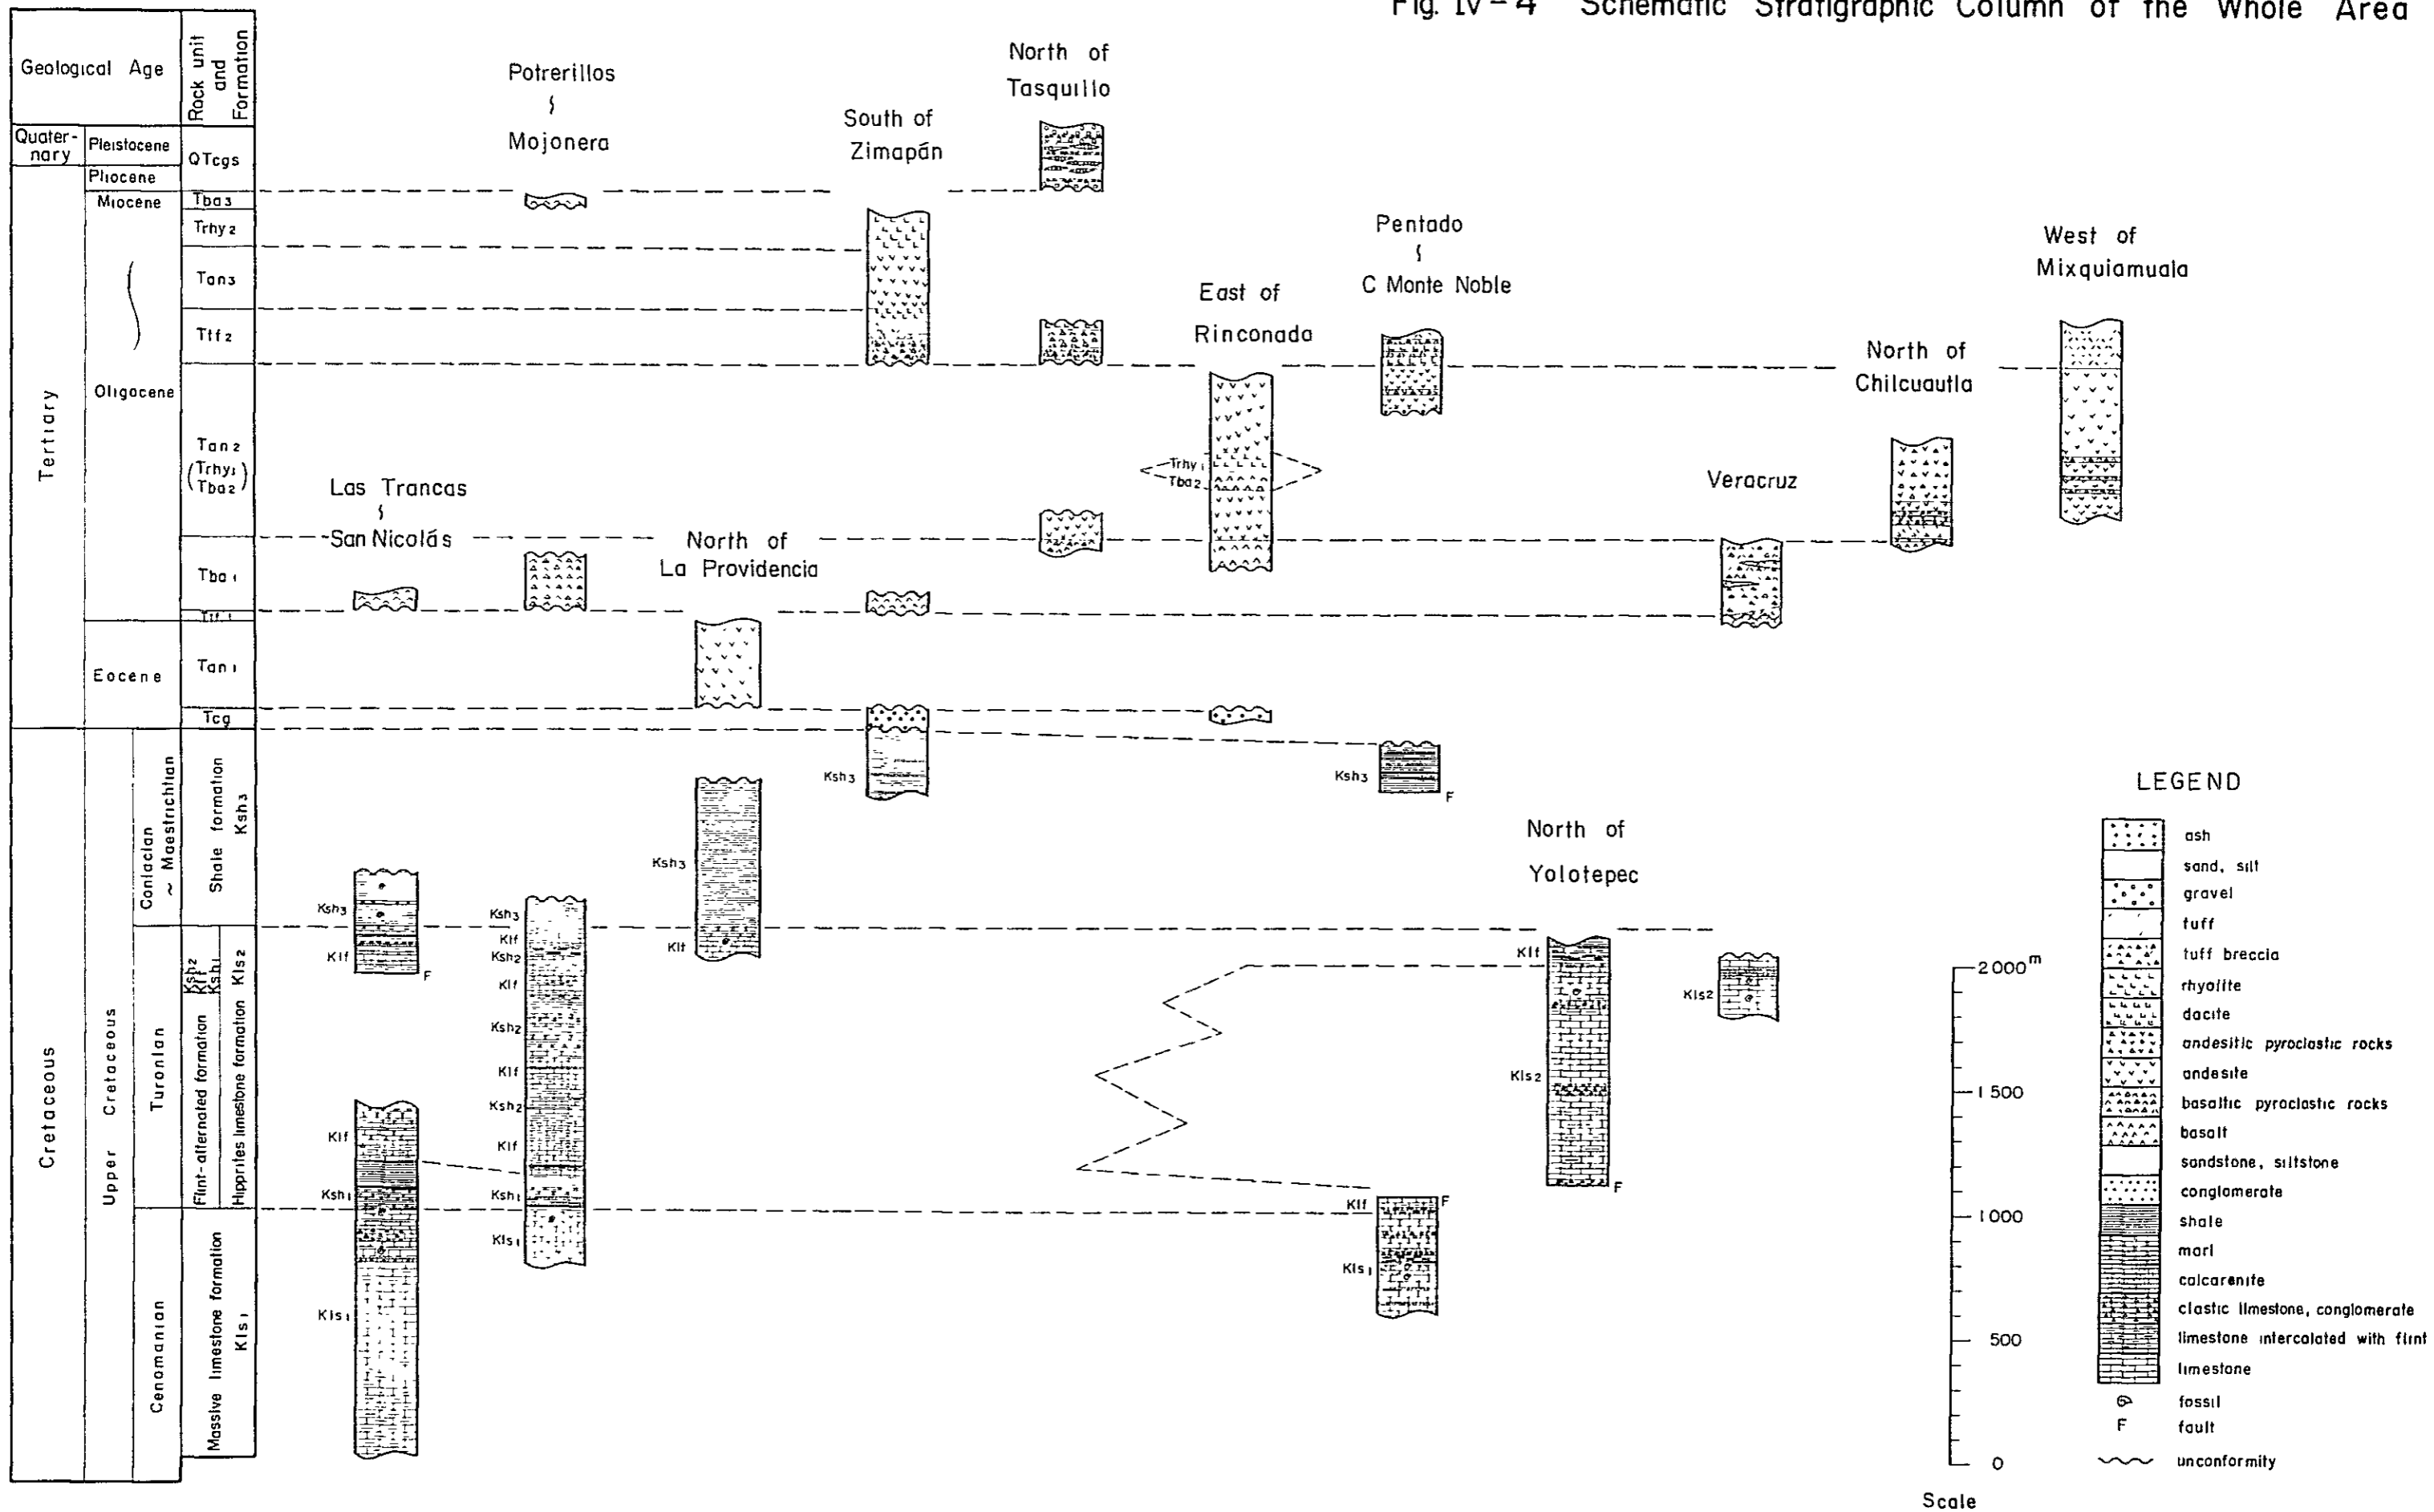 Fig. IV-4 Schematic Stratigraphic Column of the Whole Area
Geological Age
Rock unit
and
Formation
Quater-
nary
Pleistocene
QTcgs
Pliocene
Tertiary
Miocene
Tba3
Trhy2
Tan3
Ttf2
Oligocene
Tan2
(Trhy1
Tba2)
Tba1
Ttf1
Eocene
Tan1
Tcg
Cretaceous
Upper Cretaceous
Coniacian
~ Maestrichtian
Shale formation
Ksh3
Turonian
Flint-alternated formation
Ksh2
Klf
Ksh1
Hipprites limestone formation Kls2
Cenamanian
Massive limestone formation
Kls1
Las Trancas
San Nicolás
Ksh3
Klf
F
Klf
Ksh1
Kls1
Potrerillos
Mojonera
Ksh3
Klf
Ksh2
Klf
Ksh2
Klf
Ksh2
Klf
Ksh1
Kls1
North of
La Providencia
Ksh3
Klf
South of
Zimapán
Ksh3
North of
Tasquillo
East of
Rinconada
Trhy1
Tba2
Pentado
C Monte Noble
Ksh3
F
Klf
F
Kls1
North of
Yolotepec
Klf
Kls2
F
Veracruz
Kls2
North of
Chilcuautla
West of
Mixquiamuala
2000m
1500
1000
500
0
Scale
LEGEND
ash
sand, silt
gravel
tuff
tuff breccia
rhyolite
dacite
andesitic pyroclastic rocks
andesite
basaltic pyroclastic rocks
basalt
sandstone, siltstone
conglomerate
shale
marl
calcarenite
clastic limestone, conglomerate
limestone intercalated with flint
limestone
fossil
F fault
unconformity